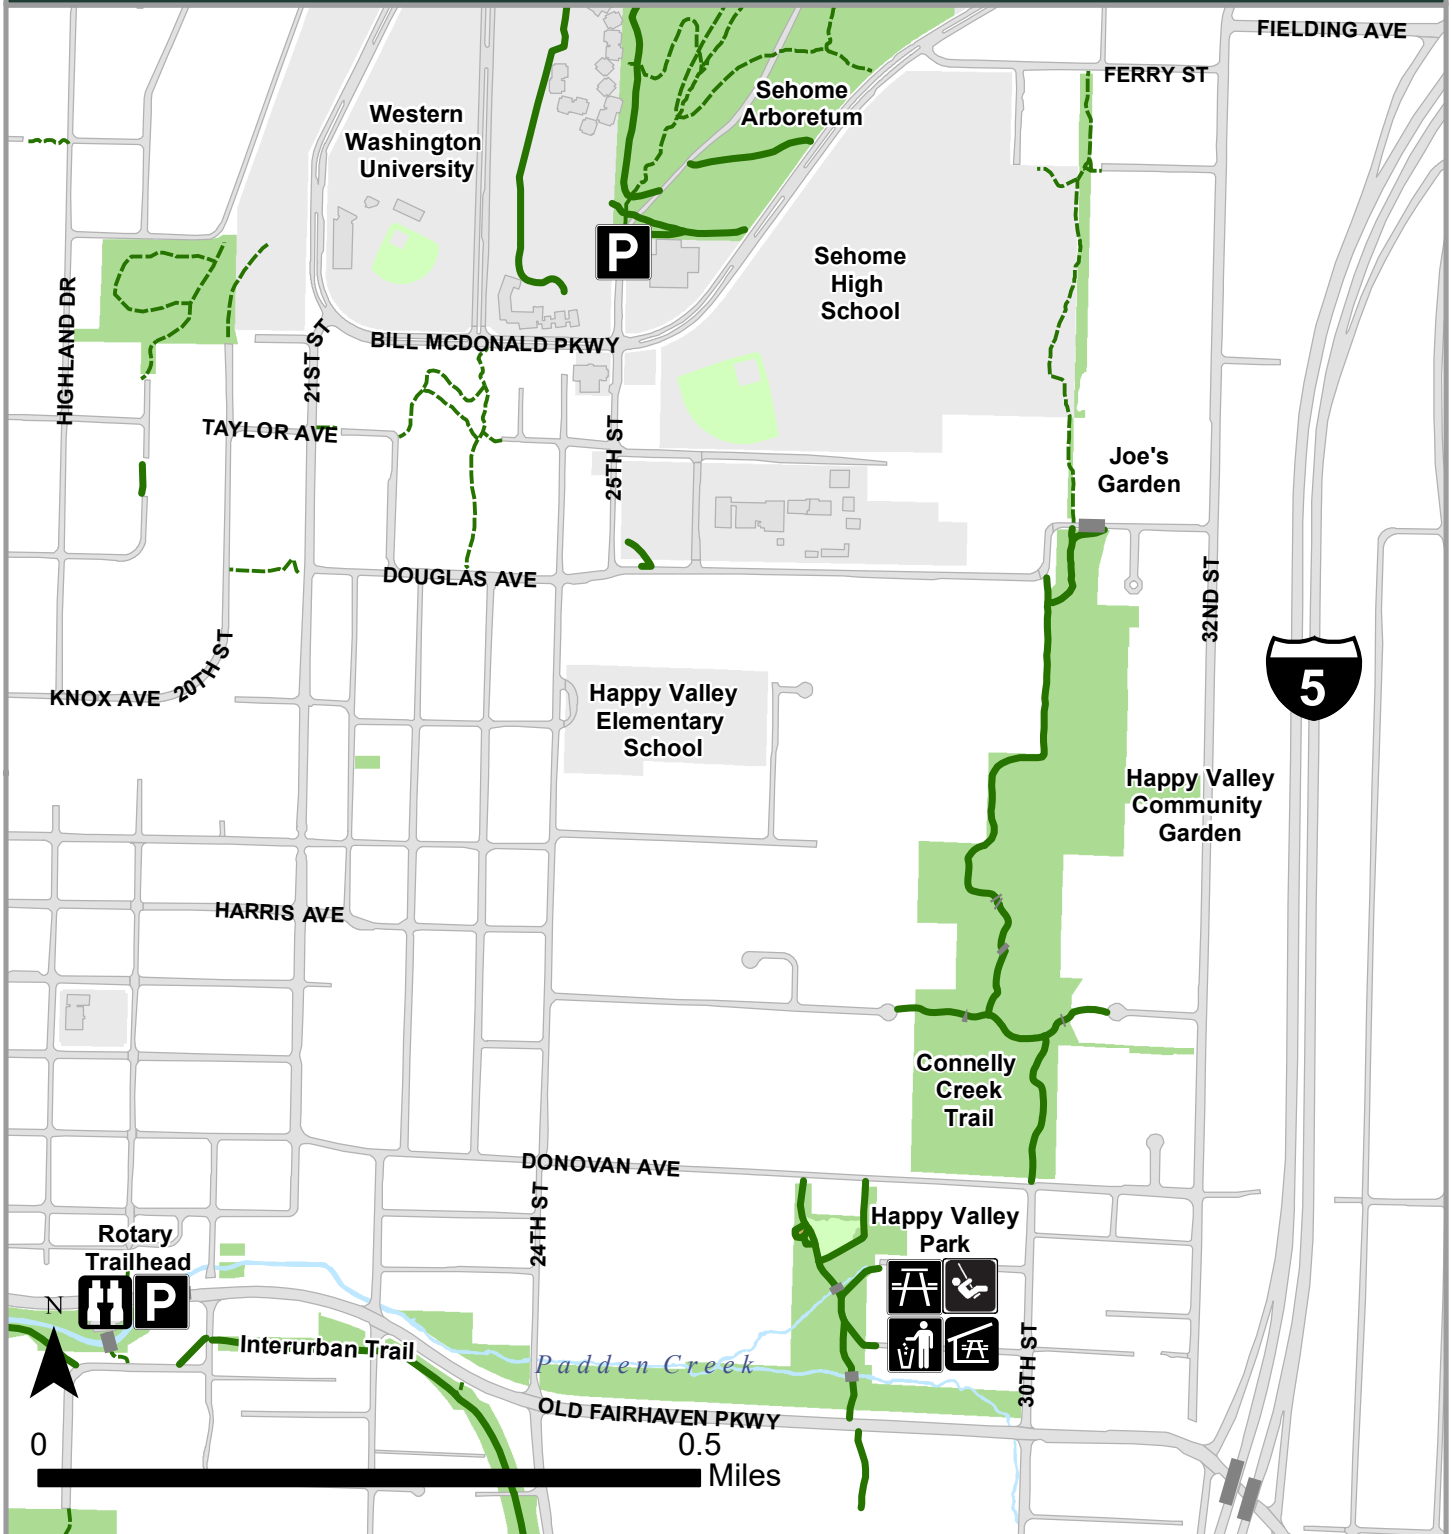 FIELDING AVE
FERRY ST
Sehome
Arboretum
Western
Washington
University
P
Sehome
High
School
HIGHLAND DR
21ST ST
BILL MCDONALD PKWY
TAYLOR AVE
25TH ST
Joe's
Garden
DOUGLAS AVE
32ND ST
20TH ST
KNOX AVE
5
Happy Valley
Elementary
School
Happy Valley
Community
Garden
HARRIS AVE
Connelly
Creek
Trail
DONOVAN AVE
24TH ST
Happy Valley
Park
Rotary
Trailhead
P
N
Interurban Trail
Padden Creek
30TH ST
OLD FAIRHAVEN PKWY
0
0.5
Miles